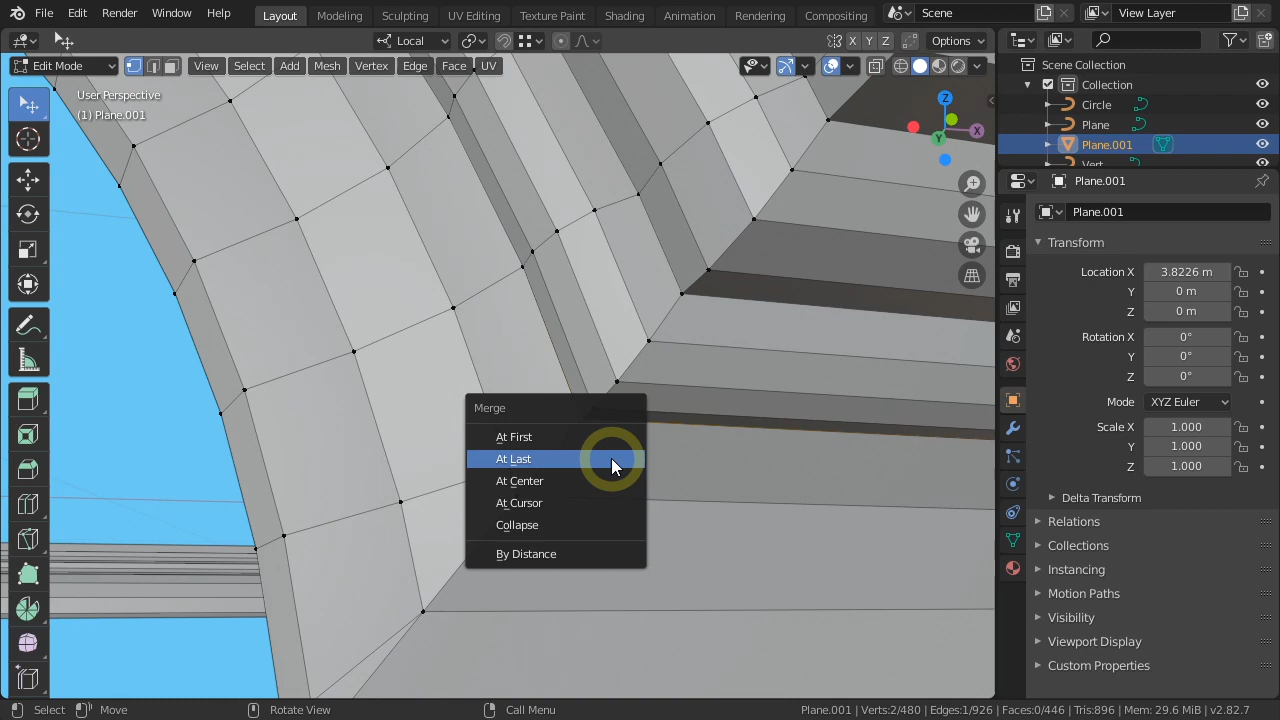 File Edit Render Window Help Layout Modeling Sculpting UV Editing Texture Paint Shading Animation Rendering Compositing Scene View Layer
Local X Y Z Options
Edit Mode View Select Add Mesh Vertex Edge Face UV
User Perspective
(1) Plane.001
Z
X
Y
Merge
At First
At Last
At Center
At Cursor
Collapse
By Distance
Scene Collection
Collection
Circle
Plane
Plane.001
Vert
Plane.001
Plane.001
Transform
Location X 3.8226 m
Y 0 m
Z 0 m
Rotation X 0°
Y 0°
Z 0°
Mode XYZ Euler
Scale X 1.000
Y 1.000
Z 1.000
Delta Transform
Relations
Collections
Instancing
Motion Paths
Visibility
Viewport Display
Custom Properties
Select Move Rotate View Call Menu Plane.001 | Verts:2/480 | Edges:1/926 | Faces:0/446 | Tris:896 | Mem: 29.6 MiB | v2.82.7